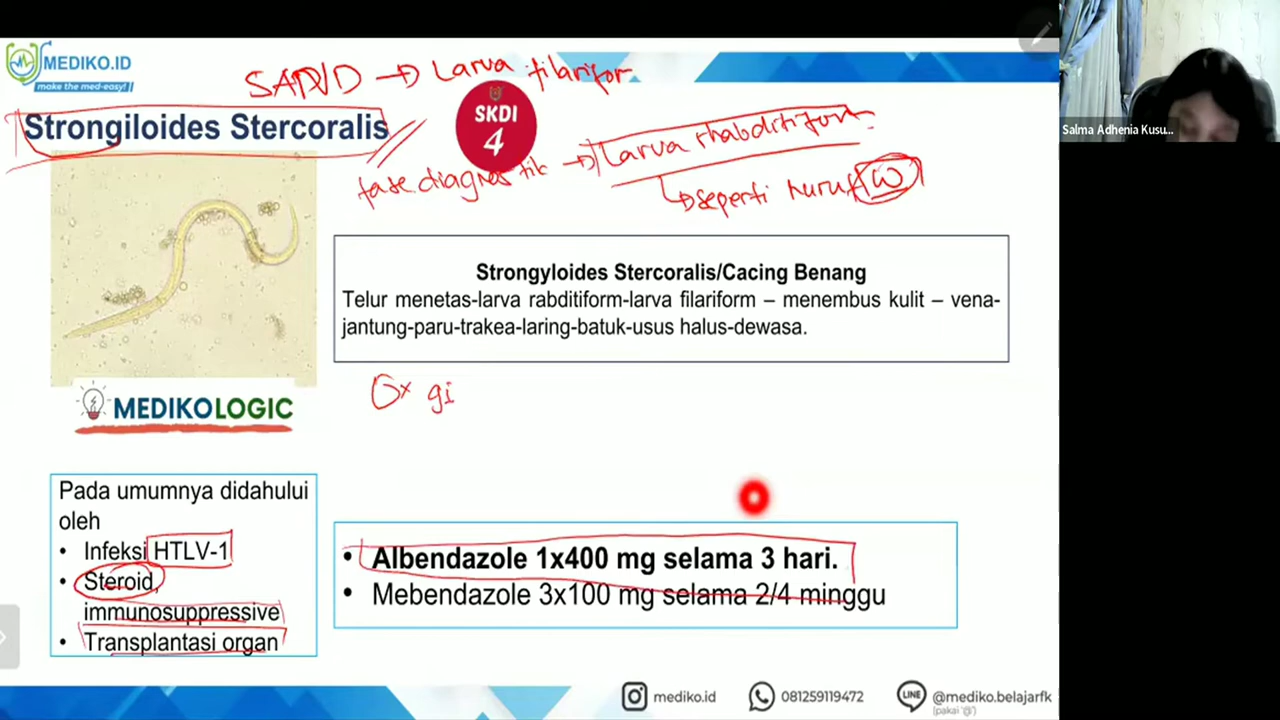 MEDIKO.ID
make the med-easy!
SADD → Larva filarifor
Strongiloides Stercoralis
SKDI
4
fase diagnostik → Larva rhabditiform
seperti huruf W
Strongyloides Stercoralis/Cacing Benang
Telur menetas-larva rabditiform-larva filariform – menembus kulit – vena-
jantung-paru-trakea-laring-batuk-usus halus-dewasa.
Gx gi
MEDIKOLOGIC
Pada umumnya didahului
oleh
• Infeksi HTLV-1
• Steroid,
immunosuppressive
• Transplantasi organ
• Albendazole 1x400 mg selama 3 hari.
• Mebendazole 3x100 mg selama 2/4 minggu
mediko.id
081259119472
LINE
@mediko.belajarfk
(pakai '@')
Salma Adhenia Kusu...